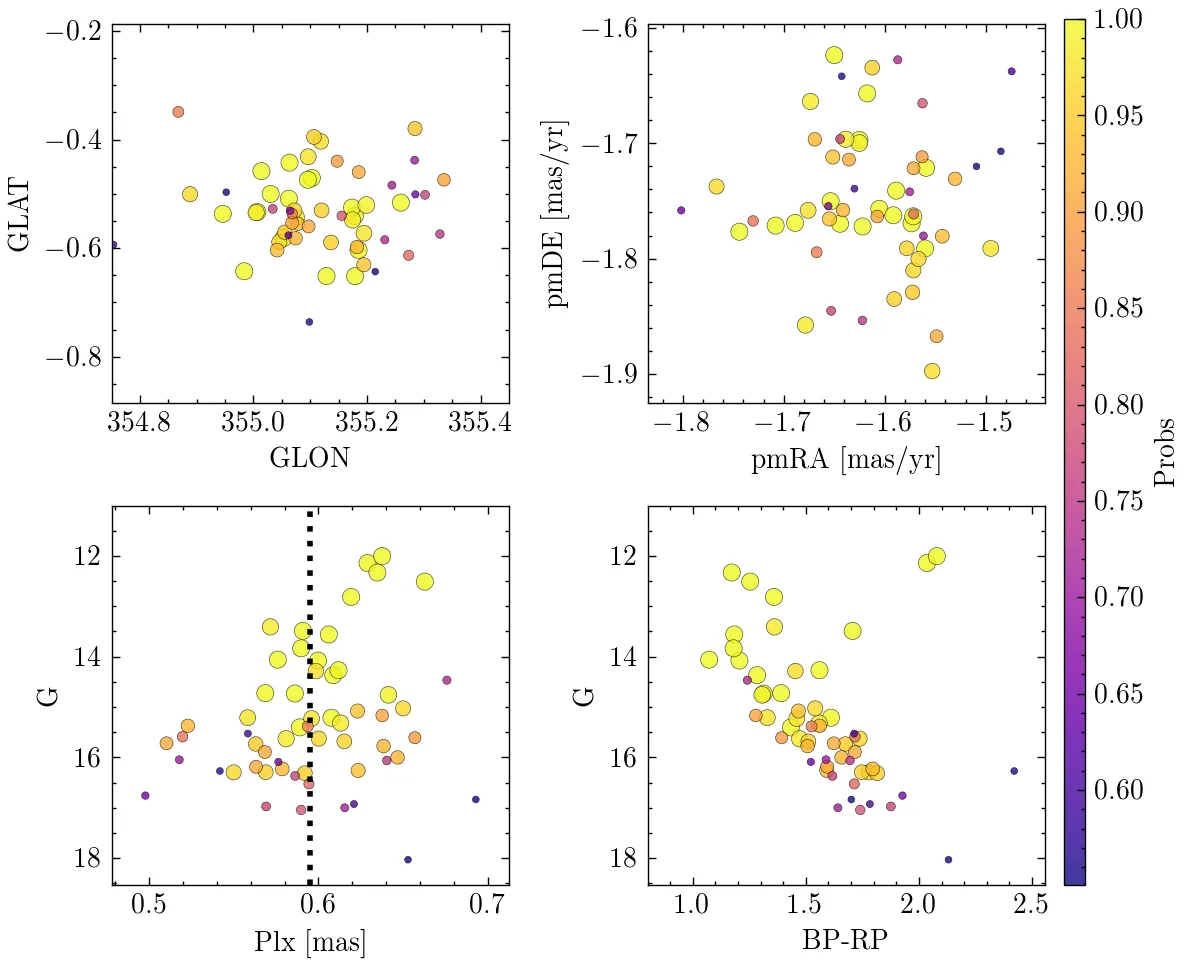 −0.2
−0.4
−0.6
−0.8
GLAT
354.8 355.0 355.2 355.4
GLON
−1.6
−1.7
−1.8
−1.9
pmDE [mas/yr]
−1.8 −1.7 −1.6 −1.5
pmRA [mas/yr]
12
14
16
18
G
0.5 0.6 0.7
Plx [mas]
12
14
16
18
G
1.0 1.5 2.0 2.5
BP-RP
1.00
0.95
0.90
0.85
0.80
0.75
0.70
0.65
0.60
Probs